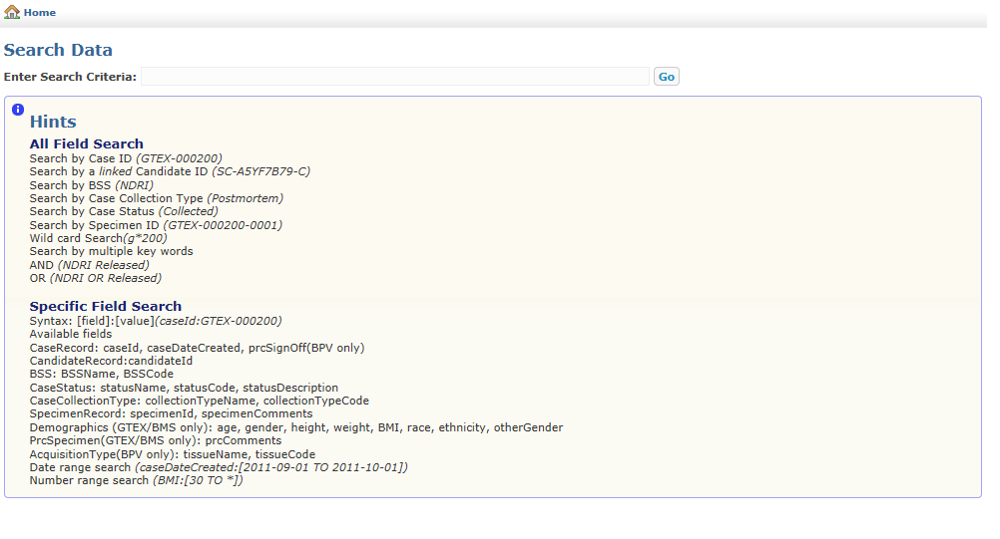 Home
Search Data
Enter Search Criteria: Go
Hints
All Field Search
Search by Case ID (GTEX-000200)
Search by a linked Candidate ID (SC-A5YF7B79-C)
Search by BSS (NDRI)
Search by Case Collection Type (Postmortem)
Search by Case Status (Collected)
Search by Specimen ID (GTEX-000200-0001)
Wild card Search(g*200)
Search by multiple key words
AND (NDRI Released)
OR (NDRI OR Released)
Specific Field Search
Syntax: [field]:[value](caseId:GTEX-000200)
Available fields
CaseRecord: caseId, caseDateCreated, prcSignOff(BPV only)
CandidateRecord:candidateId
BSS: BSSName, BSSCode
CaseStatus: statusName, statusCode, statusDescription
CaseCollectionType: collectionTypeName, collectionTypeCode
SpecimenRecord: specimenId, specimenComments
Demographics (GTEX/BMS only): age, gender, height, weight, BMI, race, ethnicity, otherGender
PrcSpecimen(GTEX/BMS only): prcComments
AcquisitionType(BPV only): tissueName, tissueCode
Date range search (caseDateCreated:[2011-09-01 TO 2011-10-01])
Number range search (BMI:[30 TO *])